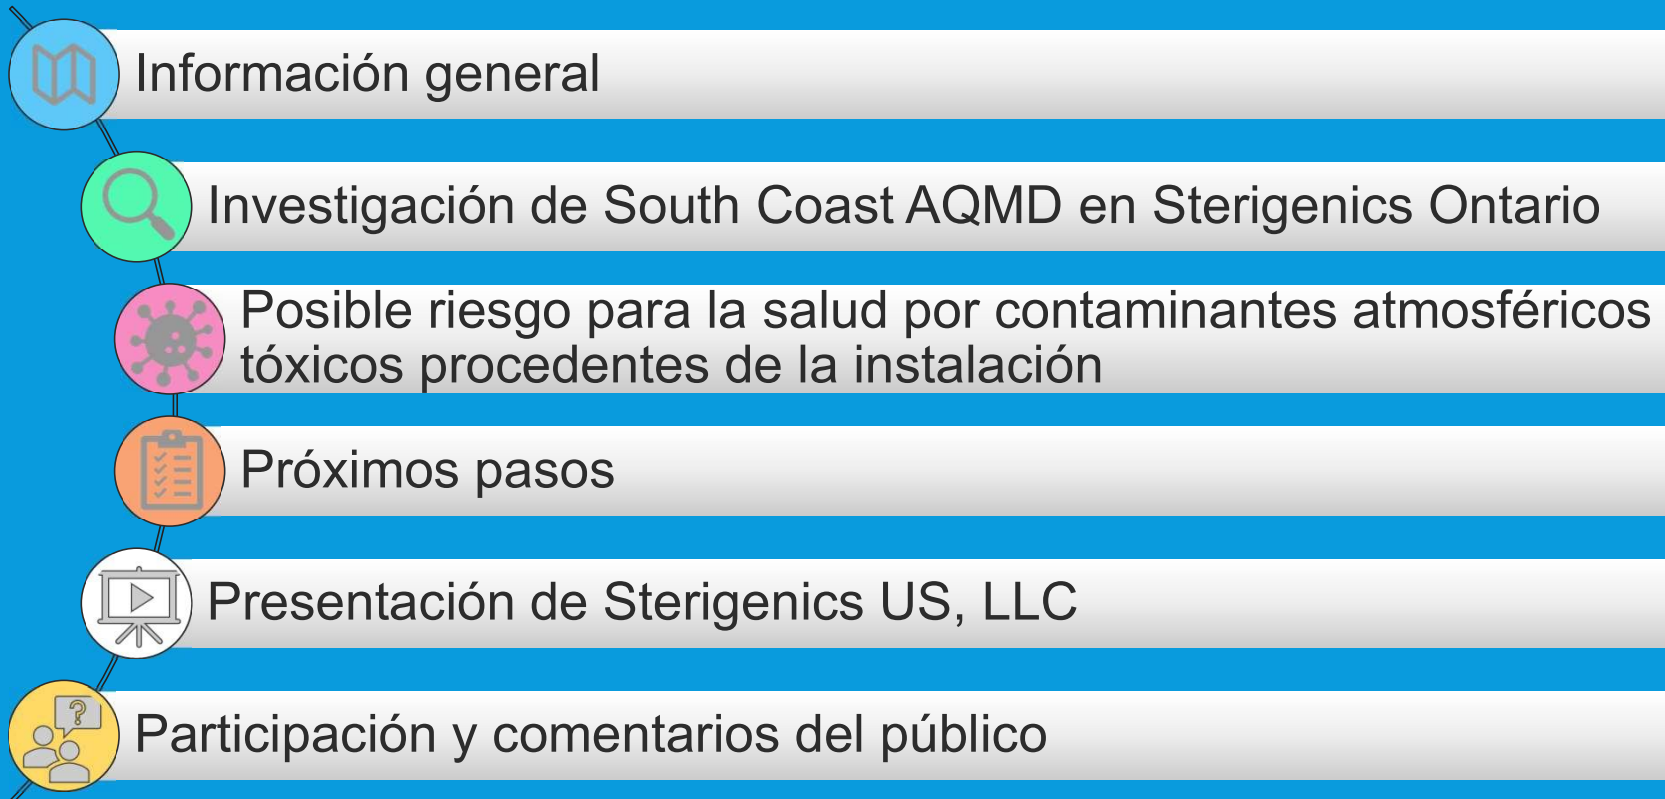 Información general
Investigación de South Coast AQMD en Sterigenics Ontario
Posible riesgo para la salud por contaminantes atmosféricos
tóxicos procedentes de la instalación
Próximos pasos
Presentación de Sterigenics US, LLC
?
Participación y comentarios del público